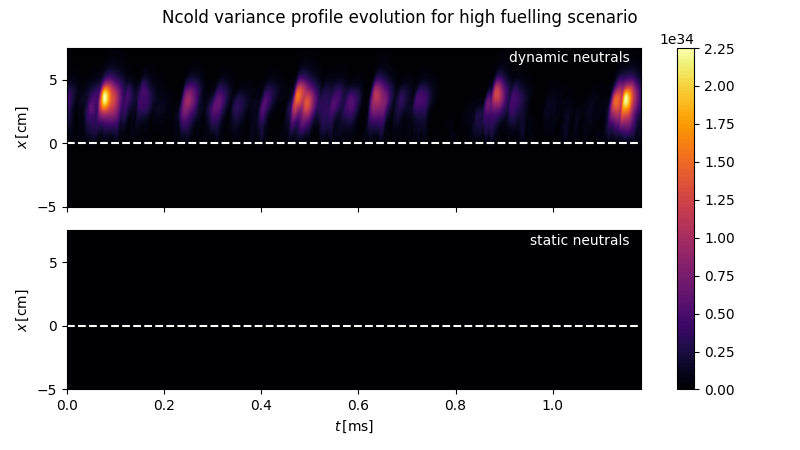 Ncold variance profile evolution for high fuelling scenario
1e34
dynamic neutrals
5
0
−5
x [cm]
static neutrals
5
0
−5
x [cm]
0.0 0.2 0.4 0.6 0.8 1.0
t [ms]
2.25
2.00
1.75
1.50
1.25
1.00
0.75
0.50
0.25
0.00